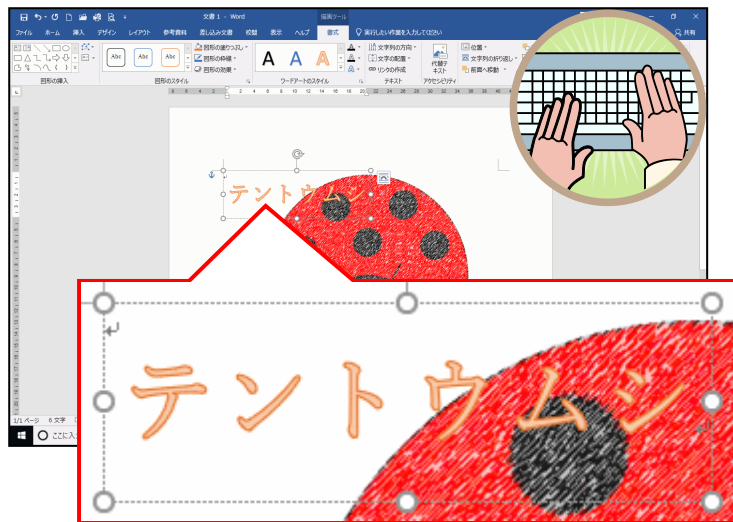 文書 1 - Word
描画ツール
ファイル ホーム 挿入 デザイン レイアウト 参考資料 差し込み文書 校閲 表示 ヘルプ 書式 実行したい作業を入力してください 共有
Abc Abc Abc
図形の塗りつぶし
図形の枠線
図形の効果
A A A
文字列の方向
文字の配置
リンクの作成
代替テキスト
位置
文字列の折り返し
前面へ移動
図形の挿入 図形のスタイル ワードアートのスタイル テキスト アクセシビリティ
テントウムシ
テントウムシ
1/1 ページ 6 文字
ここに入